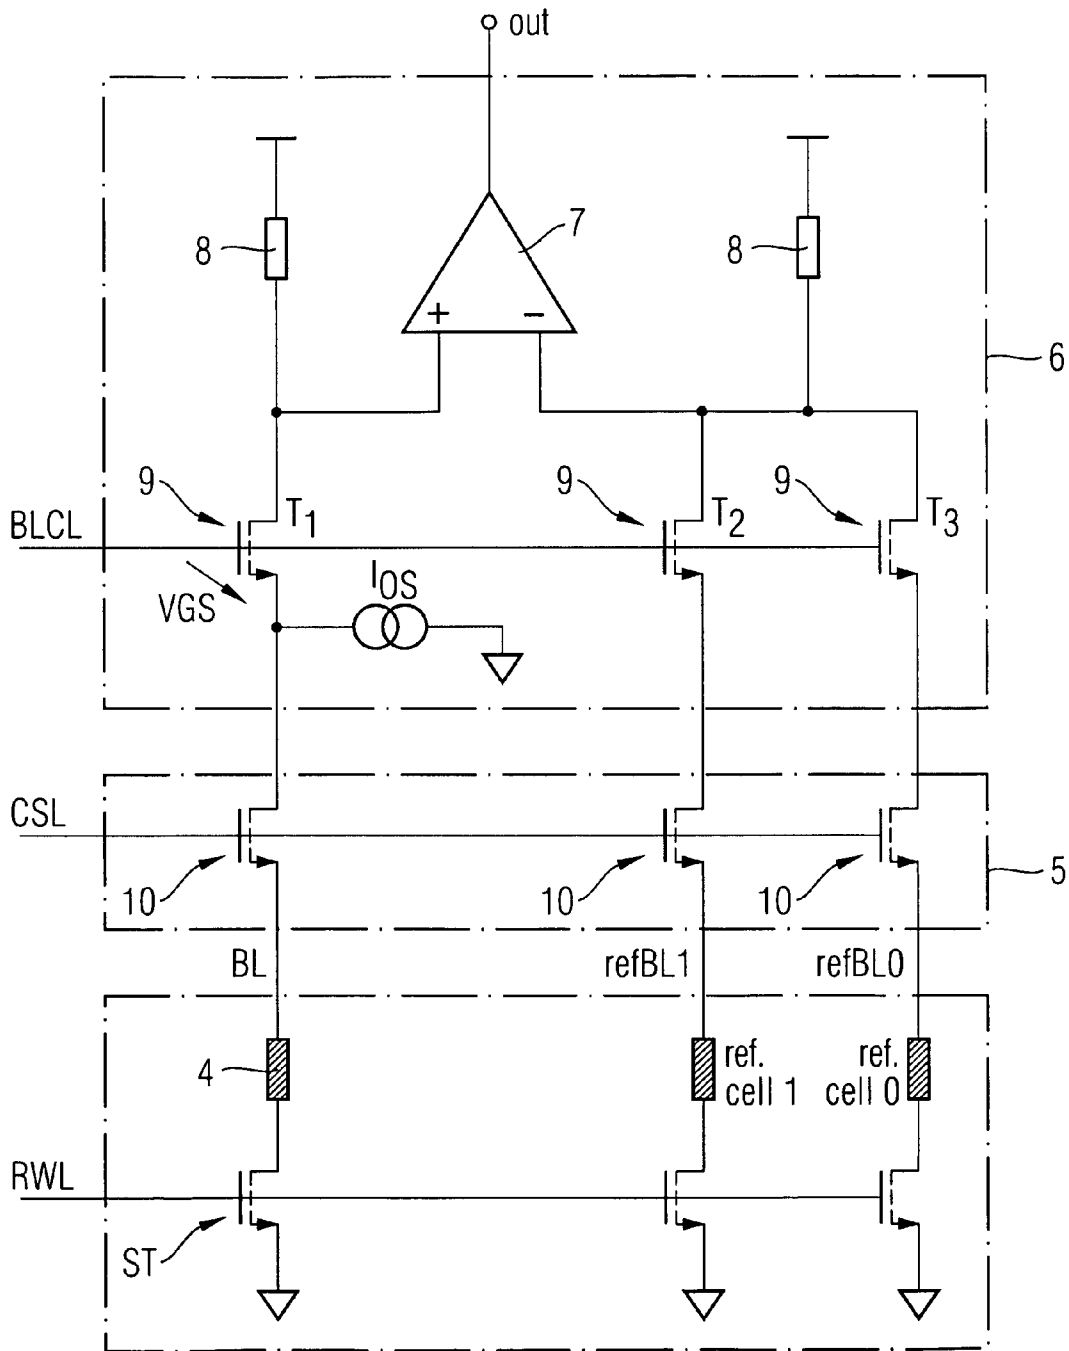 out
8
+
−
7
8
6
9
T1
9
T2
9
T3
BLCL
VGS
IOS
CSL
10
10
10
5
BL
refBL1
refBL0
4
ref.
cell 1
ref.
cell 0
RWL
ST